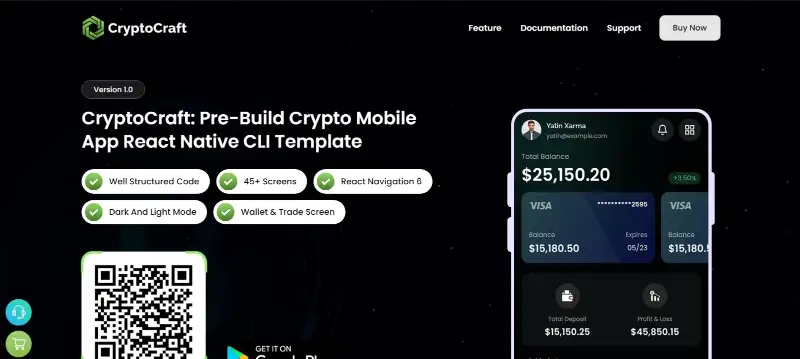 CryptoCraft
Feature
Documentation
Support
Buy Now
Version 1.0
CryptoCraft: Pre-Build Crypto Mobile
App React Native CLI Template
Well Structured Code
45+ Screens
React Navigation 6
Dark And Light Mode
Wallet & Trade Screen
GET IT ON
Yatin Xarma
yatin@example.com
Total Balance
$25,150.20
+3.50%
VISA
**********2595
Balance
Expires
$15,180.50
05/23
VISA
Balance
$15,180.5
Total Deposit
$15,150.25
Profit & Loss
$45,850.15